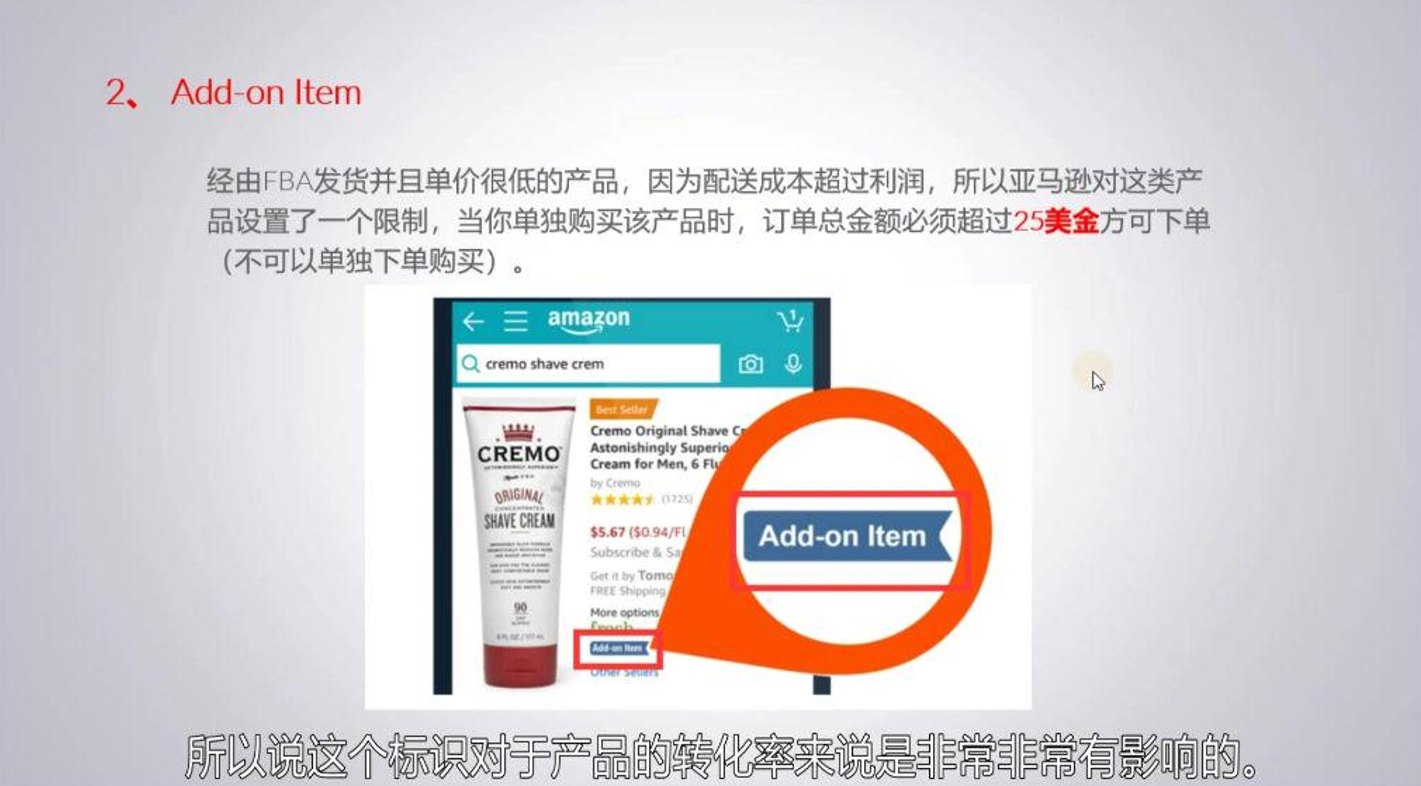 2、 Add-on Item
经由FBA发货并且单价很低的产品，因为配送成本超过利润，所以亚马逊对这类产
品设置了一个限制，当你单独购买该产品时，订单总金额必须超过25美金方可下单
（不可以单独下单购买）。
amazon
1
cremo shave crem
Best Seller
Cremo Original Shave Cr
Astonishingly Superio
Cream for Men, 6 Flu
by Cremo
(1725)
$5.67 ($0.94/Fl
Subscribe & Sa
Get it by Tomo
FREE Shipping
More options
fresh
Add-on Item
Other Sellers
CREMO
ASTONISHINGLY SUPERIOR
ORIGINAL
CONCENTRATED
SHAVE CREAM
90
DAY
SUPPLY
6 FL OZ / 177 mL
Add-on Item
所以说这个标识对于产品的转化率来说是非常非常有影响的。